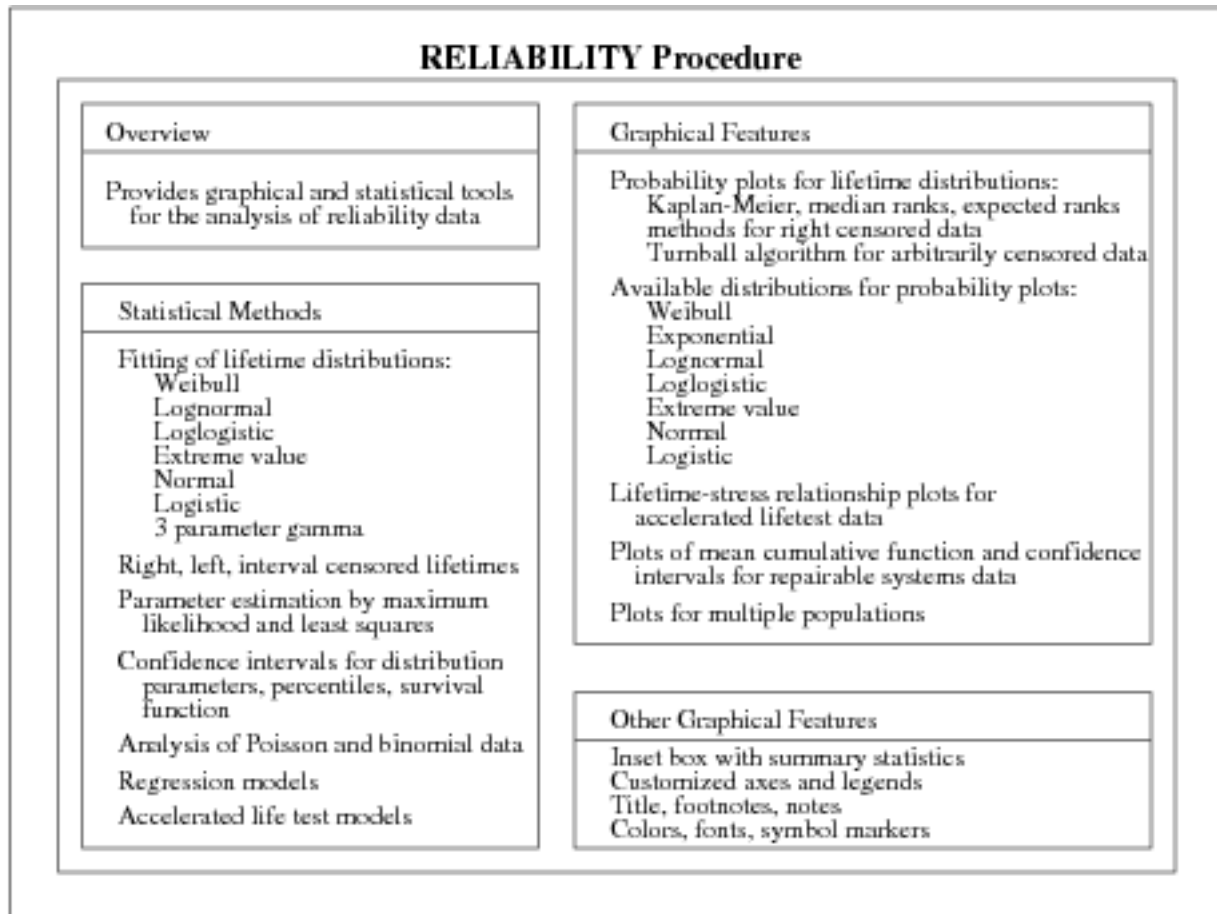 RELIABILITY Procedure
Overview
Provides graphical and statistical tools
for the analysis of reliability data
Statistical Methods
Fitting of lifetime distributions:
Weibull
Lognormal
Loglogistic
Extreme value
Normal
Logistic
3 parameter gamma
Right, left, interval censored lifetimes
Parameter estimation by maximum
likelihood and least squares
Confidence intervals for distribution
parameters, percentiles, survival
function
Analysis of Poisson and binomial data
Regression models
Accelerated life test models
Graphical Features
Probability plots for lifetime distributions:
Kaplan-Meier, median ranks, expected ranks
methods for right censored data
Turnball algorithm for arbitrarily censored data
Available distributions for probability plots:
Weibull
Exponential
Lognormal
Loglogistic
Extreme value
Normal
Logistic
Lifetime-stress relationship plots for
accelerated lifetest data
Plots of mean cumulative function and confidence
intervals for repairable systems data
Plots for multiple populations
Other Graphical Features
Inset box with summary statistics
Customized axes and legends
Title, footnotes, notes
Colors, fonts, symbol markers